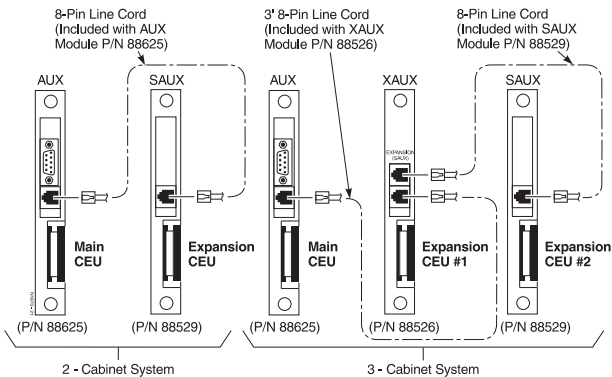 8-Pin Line Cord
(Included with AUX
Module P/N 88625)
3' 8-Pin Line Cord
(Included with XAUX
Module P/N 88526)
8-Pin Line Cord
(Included with SAUX
Module P/N 88529)
AUX
SAUX
AUX
XAUX
SAUX
EXPANSION
(SAUX)
Main
CEU
Expansion
CEU
Main
CEU
Expansion
CEU #1
Expansion
CEU #2
(P/N 88625)
(P/N 88529)
(P/N 88625)
(P/N 88526)
(P/N 88529)
2 - Cabinet System
3 - Cabinet System